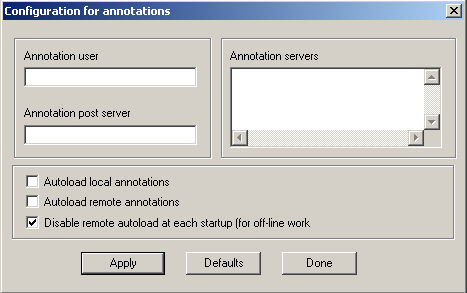 Configuration for annotations
Annotation user
Annotation servers
Annotation post server
Autoload local annotations
Autoload remote annotations
Disable remote autoload at each startup (for off-line work
Apply Defaults Done